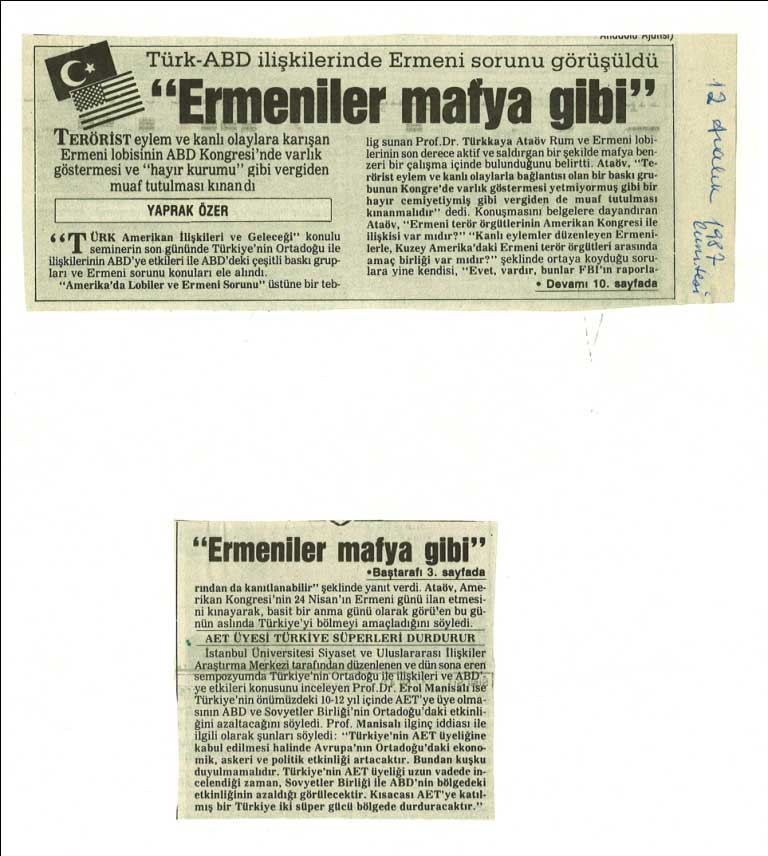 Anadolu Ajansı)
Türk-ABD ilişkilerinde Ermeni sorunu görüşüldü
“Ermeniler mafya gibi”
TERÖRİST eylem ve kanlı olaylara karışan
Ermeni lobisinin ABD Kongresi’nde varlık
göstermesi ve “hayır kurumu” gibi vergiden
muaf tutulması kınandı
YAPRAK ÖZER
“TÜRK Amerikan İlişkileri ve Geleceği” konulu
seminerin son gününde Türkiye’nin Ortadoğu ile
ilişkilerinin ABD’ye etkileri ile ABD’deki çeşitli baskı grup-
ları ve Ermeni sorunu konuları ele alındı.
“Amerika’da Lobiler ve Ermeni Sorunu” üstüne bir teb-
lig sunan Prof.Dr. Türkkaya Ataöv Rum ve Ermeni lobi-
lerinin son derece aktif ve saldırgan bir şekilde mafya ben-
zeri bir çalışma içinde bulunduğunu belirtti. Ataöv, “Te-
rörist eylem ve kanlı olaylarla bağlantısı olan bir baskı gru-
bunun Kongre’de varlık göstermesi yetmiyormuş gibi bir
hayır cemiyetiymiş gibi vergiden de muaf tutulması
kınanmalıdır” dedi. Konuşmasını belgelere dayandıran
Ataöv, “Ermeni terör örgütlerinin Amerikan Kongresi ile
ilişkisi var mıdır?” “Kanlı eylemler düzenleyen Ermeni-
lerle, Kuzey Amerika’daki Ermeni terör örgütleri arasında
amaç birliği var mıdır?” şeklinde ortaya koyduğu soru-
lara yine kendisi, “Evet, vardır, bunlar FBI’ın raporla-
• Devamı 10. sayfada
12 Aralık 1987
“Ermeniler mafya gibi”
•Baştarafı 3. sayfada
rından da kanıtlanabilir” şeklinde yanıt verdi. Ataöv, Ame-
rikan Kongresi’nin 24 Nisan’ın Ermeni günü ilan etmesi-
ni kınayarak, basit bir anma günü olarak görü’en bu gü-
nün aslında Türkiye’yi bölmeyi amaçladığını söyledi.
AET ÜYESİ TÜRKİYE SÜPERLERİ DURDURUR
İstanbul Üniversitesi Siyaset ve Uluslararası İlişkiler
Araştırma Merkezi tarafından düzenlenen ve dün sona eren
sempozyumda Türkiye’nin Ortadoğu ile ilişkileri ve ABD’-
ye etkileri konusunu inceleyen Prof.Dr. Erol Manisalı ise
Türkiye’nin önümüzdeki 10-12 yıl içinde AET’ye üye olma-
sının ABD ve Sovyetler Birliği’nin Ortadoğu’daki etkinli-
ğini azaltacağını söyledi. Prof. Manisalı ilginç iddiası ile
ilgili olarak şunları söyledi: “Türkiye’nin AET üyeliğine
kabul edilmesi halinde Avrupa’nın Ortadoğu’daki ekono-
mik, askeri ve politik etkinliği artacaktır. Bundan kuşku
duyulmamalıdır. Türkiye’nin AET üyeliği uzun vadede in-
celendiği zaman, Sovyetler Birliği ile ABD’nin bölgedeki
etkinliğinin azaldığı görülecektir. Kısacası AET’ye katıl-
mış bir Türkiye iki süper gücü bölgede durduracaktır.”